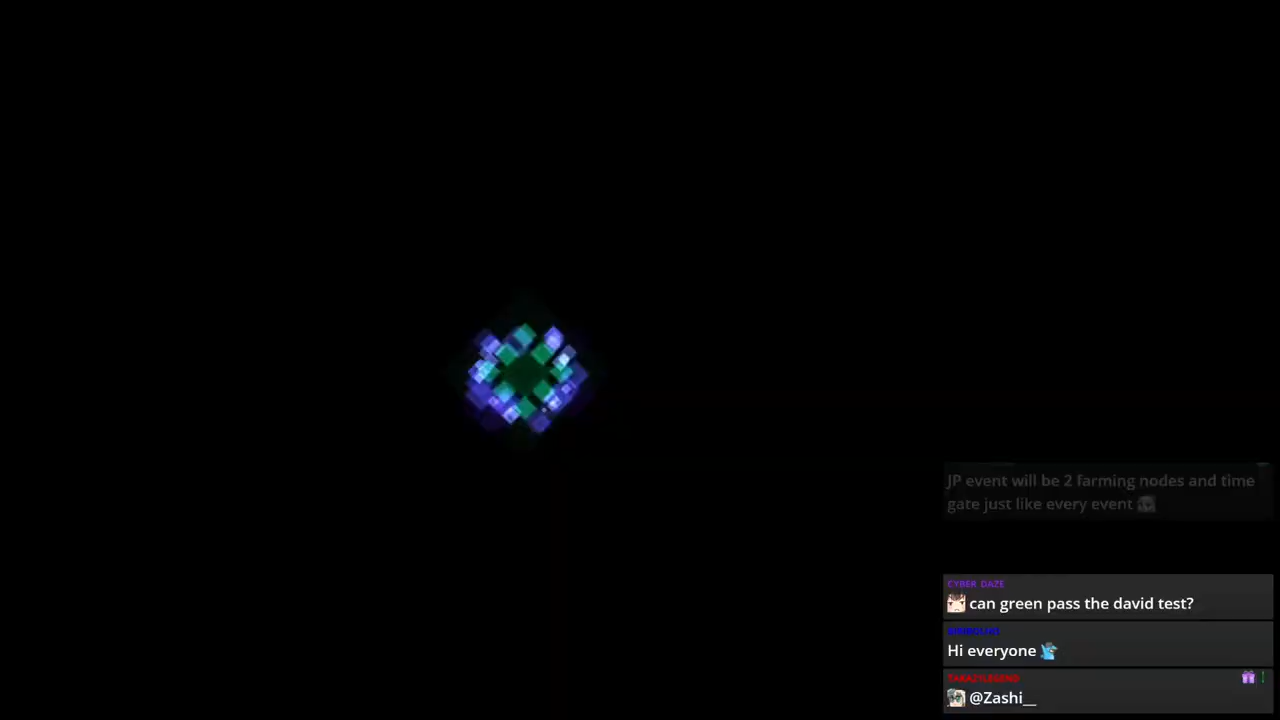 JP event will be 2 farming nodes and time
gate just like every event
CYBER DAZE
can green pass the david test?
Hi everyone
TAKAZYLEGEND
@Zashi__